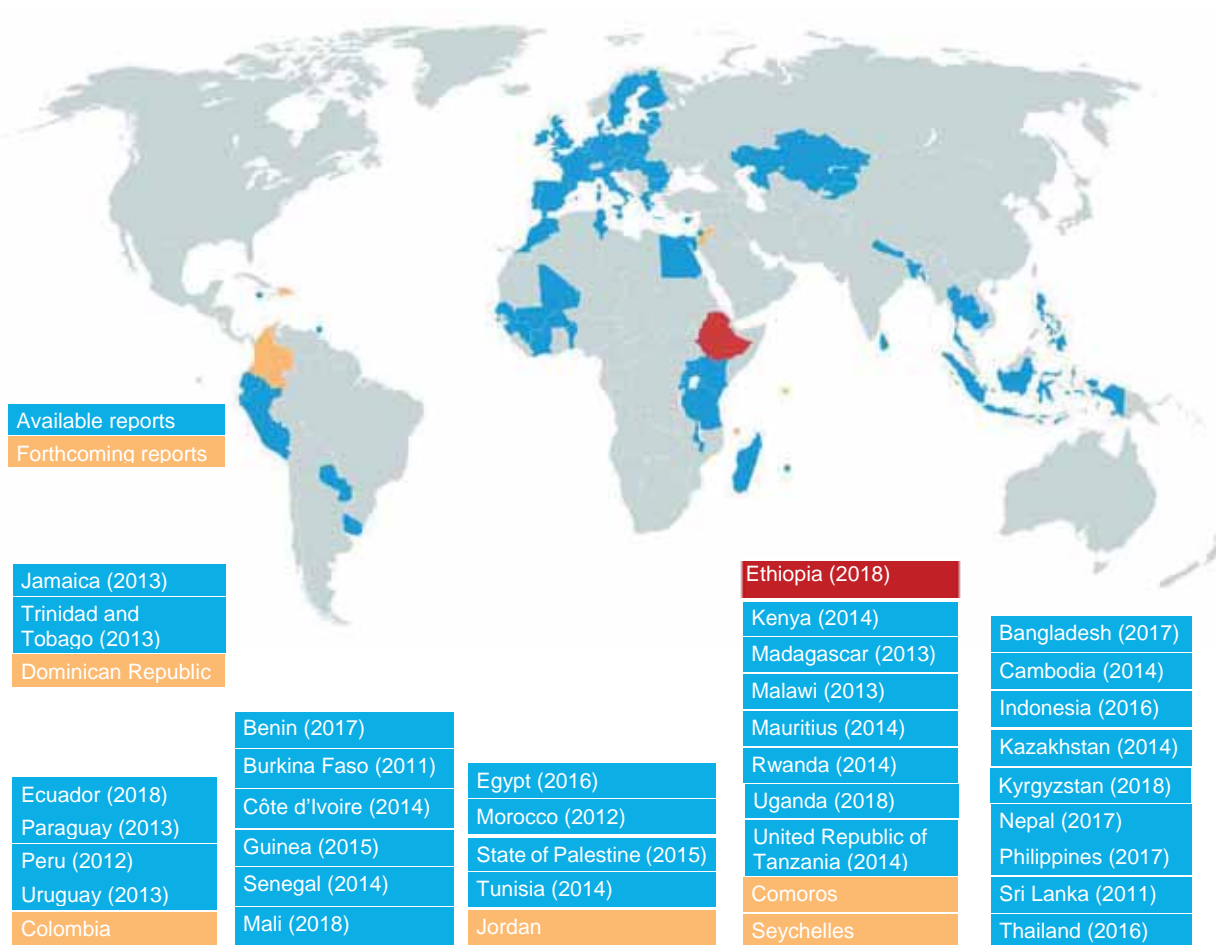 Available reports
Forthcoming reports
Jamaica (2013)
Trinidad and
Tobago (2013)
Dominican Republic
Ecuador (2018)
Paraguay (2013)
Peru (2012)
Uruguay (2013)
Colombia
Benin (2017)
Burkina Faso (2011)
Côte d’Ivoire (2014)
Guinea (2015)
Senegal (2014)
Mali (2018)
Egypt (2016)
Morocco (2012)
State of Palestine (2015)
Tunisia (2014)
Jordan
Ethiopia (2018)
Kenya (2014)
Madagascar (2013)
Malawi (2013)
Mauritius (2014)
Rwanda (2014)
Uganda (2018)
United Republic of
Tanzania (2014)
Comoros
Seychelles
Bangladesh (2017)
Cambodia (2014)
Indonesia (2016)
Kazakhstan (2014)
Kyrgyzstan (2018)
Nepal (2017)
Philippines (2017)
Sri Lanka (2011)
Thailand (2016)